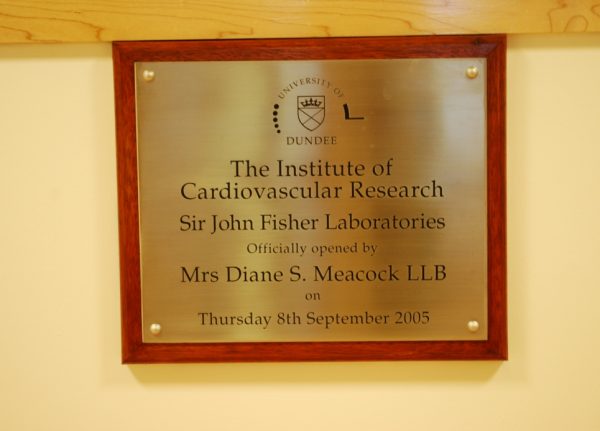 UNIVERSITY OF
DUNDEE
The Institute of
Cardiovascular Research
Sir John Fisher Laboratories
Officially opened by
Mrs Diane S. Meacock LLB
on
Thursday 8th September 2005